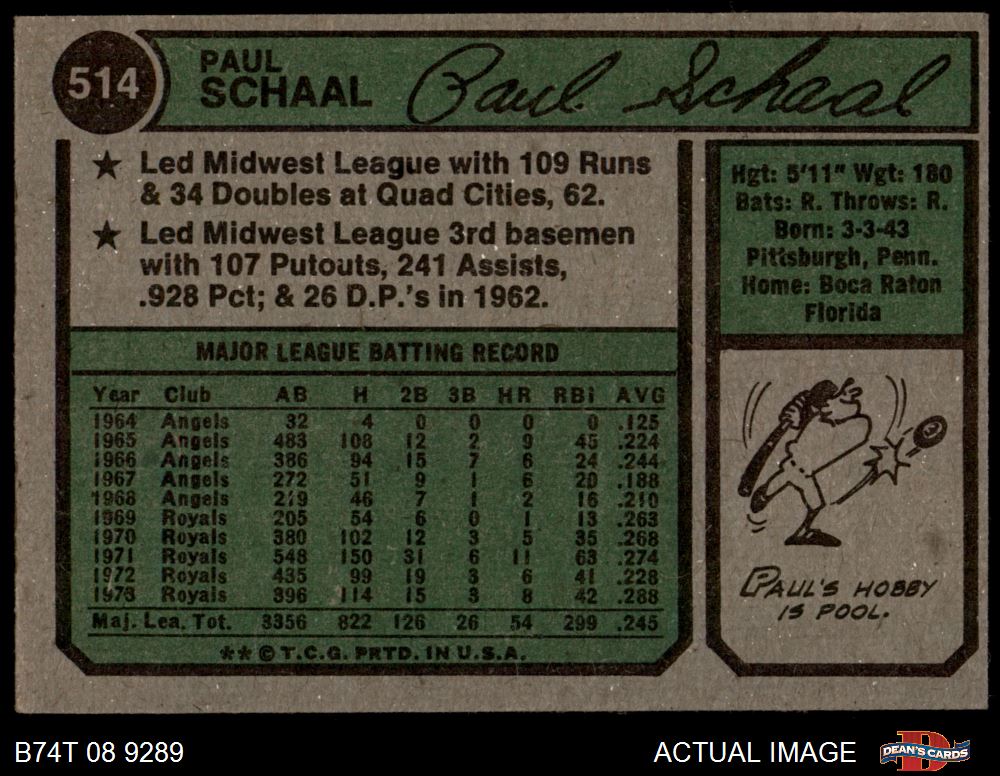 514
PAUL
SCHAAL
Paul Schaal
★ Led Midwest League with 109 Runs
& 34 Doubles at Quad Cities, 62.
★ Led Midwest League 3rd basemen
with 107 Putouts, 241 Assists,
.928 Pct; & 26 D.P.'s in 1962.
Hgt: 5'11" Wgt: 180
Bats: R. Throws: R.
Born: 3-3-43
Pittsburgh, Penn.
Home: Boca Raton
Florida
MAJOR LEAGUE BATTING RECORD
Year Club AB H 2B 3B HR RBI AVG
1964 Angels 32 4 0 0 0 0 .125
1965 Angels 483 108 12 2 9 45 .224
1966 Angels 386 94 15 7 6 24 .244
1967 Angels 272 51 9 1 6 20 .188
1968 Angels 219 46 7 1 2 16 .210
1969 Royals 205 54 6 0 1 13 .263
1970 Royals 380 102 12 3 5 35 .268
1971 Royals 548 150 31 6 11 63 .274
1972 Royals 435 99 19 3 6 41 .228
1973 Royals 396 114 15 3 8 42 .288
Maj. Lea. Tot. 3356 822 126 26 54 299 .245
** © T.C.G. PRTD. IN U.S.A.
8
PAUL'S HOBBY
IS POOL.
B74T 08 9289
ACTUAL IMAGE
D
DEAN'S CARDS